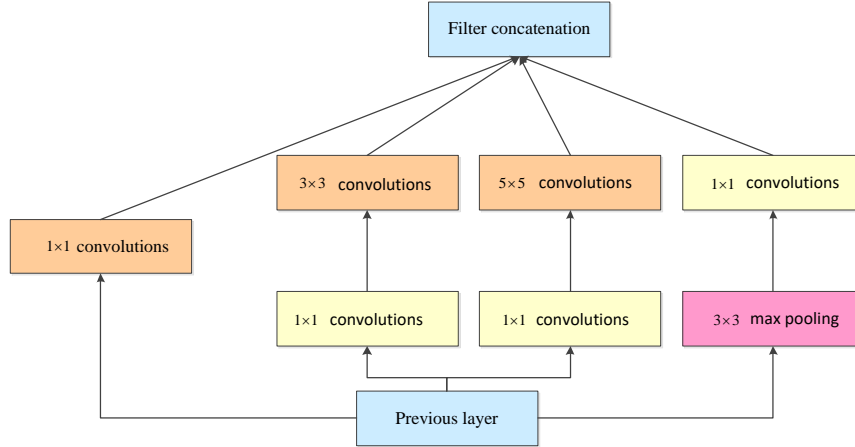 Filter concatenation
3×3 convolutions
5×5 convolutions
1×1 convolutions
1×1 convolutions
1×1 convolutions
1×1 convolutions
3×3 max pooling
Previous layer